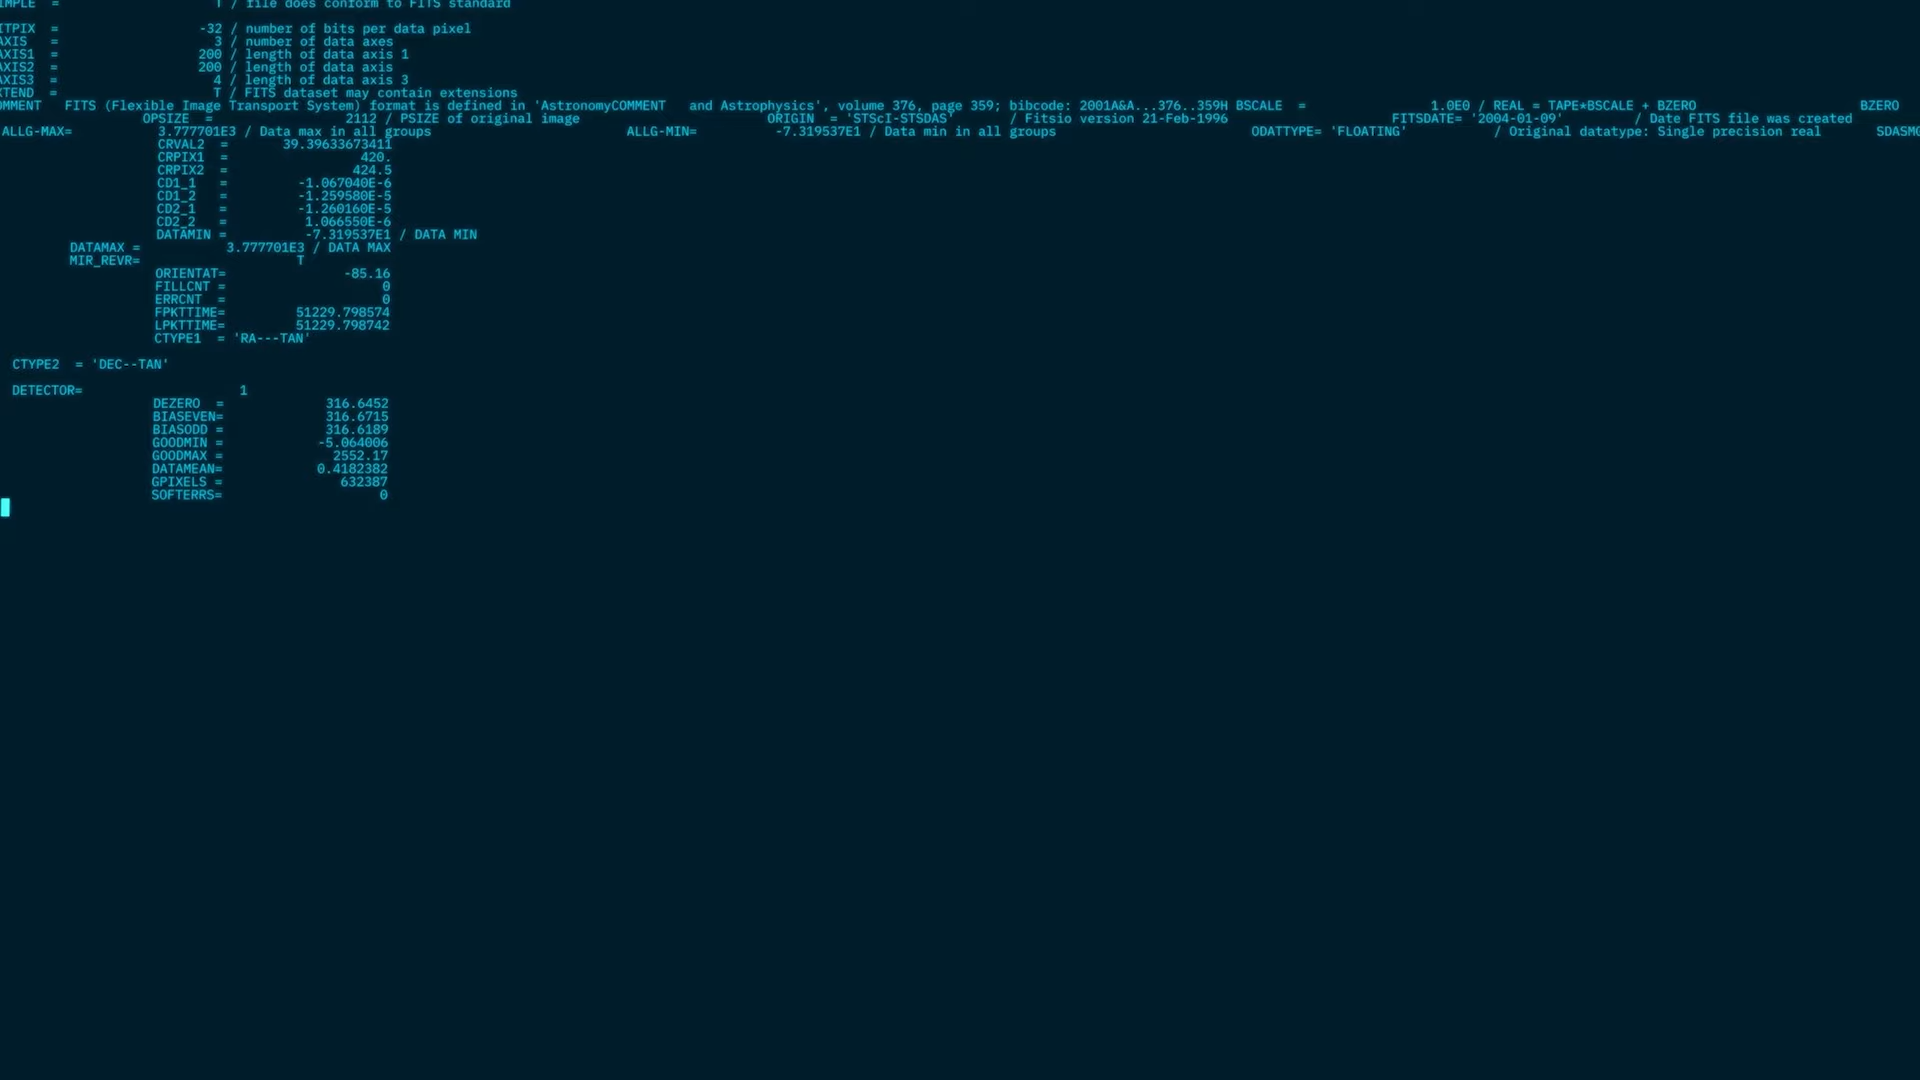 IMPLE = T / file does conform to FITS standard
ITPIX = -32 / number of bits per data pixel
AXIS = 3 / number of data axes
AXIS1 = 200 / length of data axis 1
AXIS2 = 200 / length of data axis
AXIS3 = 4 / length of data axis 3
XTEND = T / FITS dataset may contain extensions
OMMENT FITS (Flexible Image Transport System) format is defined in 'AstronomyCOMMENT and Astrophysics', volume 376, page 359; bibcode: 2001A&A...376..359H BSCALE = 1.0E0 / REAL = TAPE*BSCALE + BZERO BZERO
OPSIZE = 2112 / PSIZE of original image ORIGIN = 'STScI-STSDAS' / Fitsio version 21-Feb-1996 FITSDATE= '2004-01-09' / Date FITS file was created
ALLG-MAX= 3.777701E3 / Data max in all groups ALLG-MIN= -7.319537E1 / Data min in all groups ODATTYPE= 'FLOATING' / Original datatype: Single precision real SDASMG
CRVAL2 = 39.39633673411
CRPIX1 = 420.
CRPIX2 = 424.5
CD1_1 = -1.067040E-6
CD1_2 = -1.259580E-5
CD2_1 = -1.260160E-5
CD2_2 = 1.066550E-6
DATAMIN = -7.319537E1 / DATA MIN
DATAMAX = 3.777701E3 / DATA MAX
MIR_REVR= T
ORIENTAT= -85.16
FILLCNT = 0
ERRCNT = 0
FPKTTIME= 51229.798574
LPKTTIME= 51229.798742
CTYPE1 = 'RA---TAN'
CTYPE2 = 'DEC--TAN'
DETECTOR= 1
DEZERO = 316.6452
BIASEVEN= 316.6715
BIASODD = 316.6189
GOODMIN = -5.064006
GOODMAX = 2552.17
DATAMEAN= 0.4182382
GPIXELS = 632387
SOFTERRS= 0